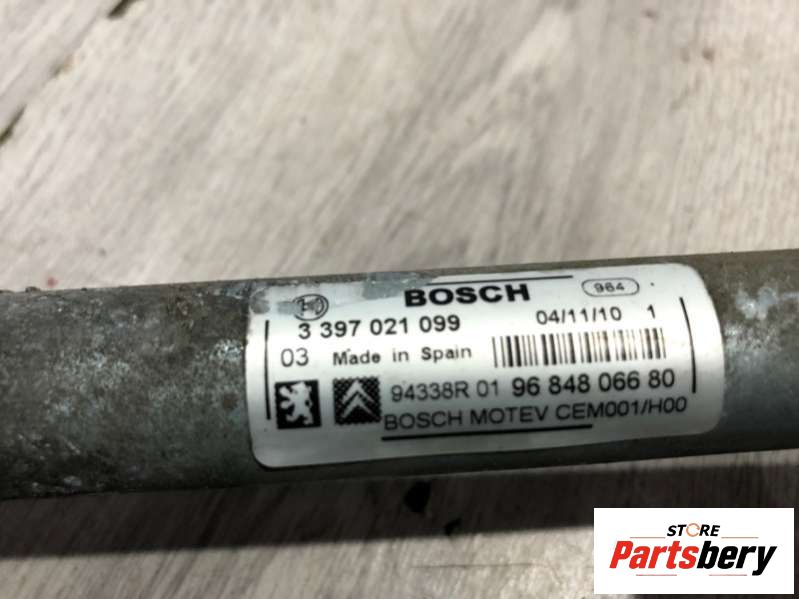 BOSCH 964
3 397 021 099 04/11/10 1
03 Made in Spain
94338R 01 96 848 066 80
BOSCH MOTEV CEM001/H00
STORE
Partsbery